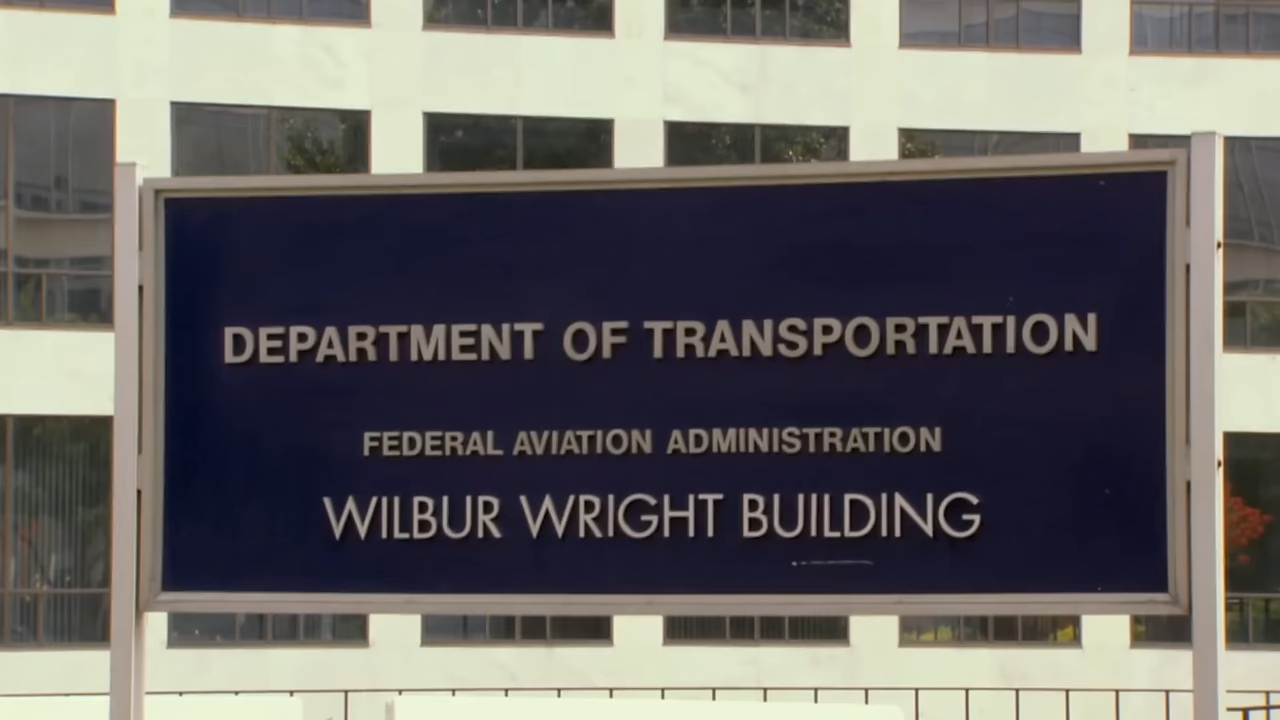 DEPARTMENT OF TRANSPORTATION
FEDERAL AVIATION ADMINISTRATION
WILBUR WRIGHT BUILDING